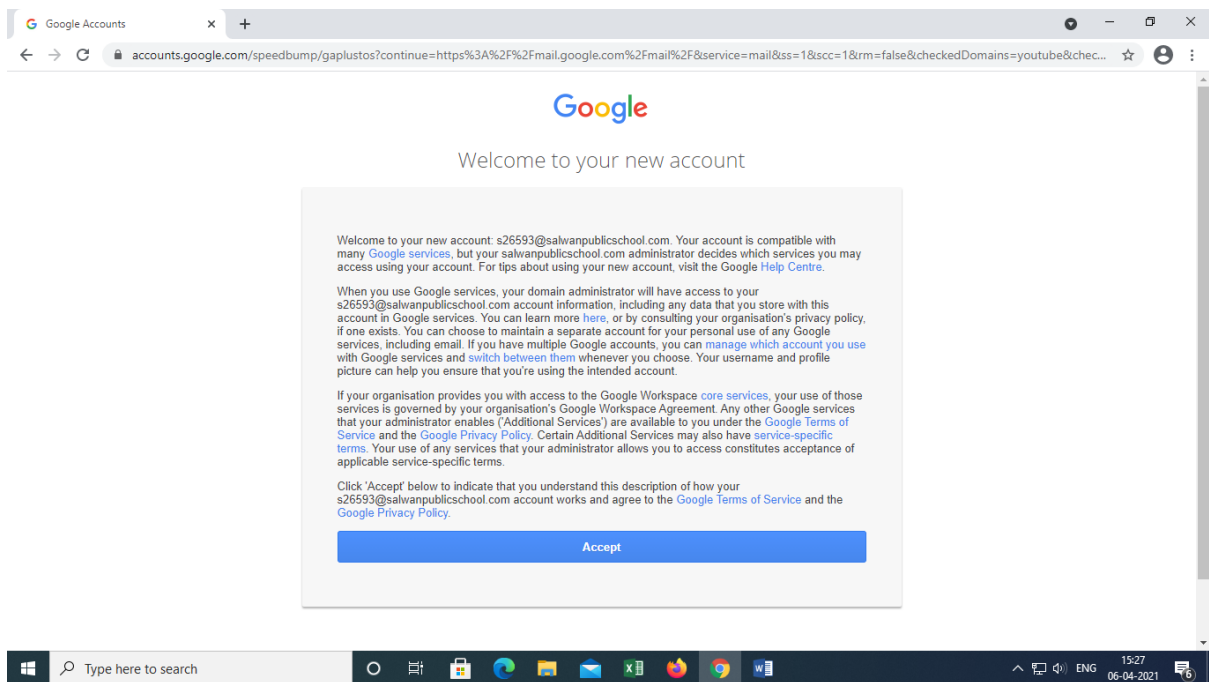 Google Accounts
accounts.google.com/speedbump/gaplustos?continue=https%3A%2F%2Fmail.google.com%2Fmail%2F&service=mail&ss=1&scc=1&rm=false&checkedDomains=youtube&chec...
Google
Welcome to your new account
Welcome to your new account: s26593@salwanpublicschool.com. Your account is compatible with
many Google services, but your salwanpublicschool.com administrator decides which services you may
access using your account. For tips about using your new account, visit the Google Help Centre.
When you use Google services, your domain administrator will have access to your
s26593@salwanpublicschool.com account information, including any data that you store with this
account in Google services. You can learn more here, or by consulting your organisation's privacy policy,
if one exists. You can choose to maintain a separate account for your personal use of any Google
services, including email. If you have multiple Google accounts, you can manage which account you use
with Google services and switch between them whenever you choose. Your username and profile
picture can help you ensure that you're using the intended account.
If your organisation provides you with access to the Google Workspace core services, your use of those
services is governed by your organisation's Google Workspace Agreement. Any other Google services
that your administrator enables ('Additional Services') are available to you under the Google Terms of
Service and the Google Privacy Policy. Certain Additional Services may also have service-specific
terms. Your use of any services that your administrator allows you to access constitutes acceptance of
applicable service-specific terms.
Click 'Accept' below to indicate that you understand this description of how your
s26593@salwanpublicschool.com account works and agree to the Google Terms of Service and the
Google Privacy Policy.
Accept
Type here to search
ENG
15:27
06-04-2021
6